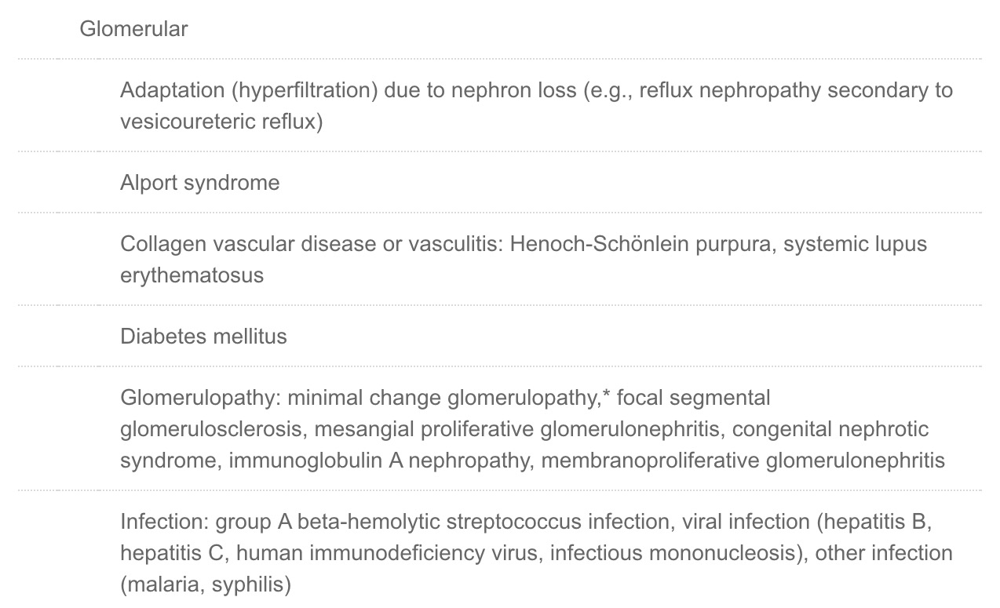 Glomerular
Adaptation (hyperfiltration) due to nephron loss (e.g., reflux nephropathy secondary to
vesicoureteric reflux)
Alport syndrome
Collagen vascular disease or vasculitis: Henoch-Schönlein purpura, systemic lupus
erythematosus
Diabetes mellitus
Glomerulopathy: minimal change glomerulopathy,* focal segmental
glomerulosclerosis, mesangial proliferative glomerulonephritis, congenital nephrotic
syndrome, immunoglobulin A nephropathy, membranoproliferative glomerulonephritis
Infection: group A beta-hemolytic streptococcus infection, viral infection (hepatitis B,
hepatitis C, human immunodeficiency virus, infectious mononucleosis), other infection
(malaria, syphilis)